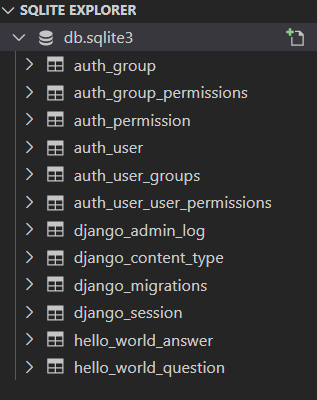 SQLITE EXPLORER
db.sqlite3
auth_group
auth_group_permissions
auth_permission
auth_user
auth_user_groups
auth_user_user_permissions
django_admin_log
django_content_type
django_migrations
django_session
hello_world_answer
hello_world_question